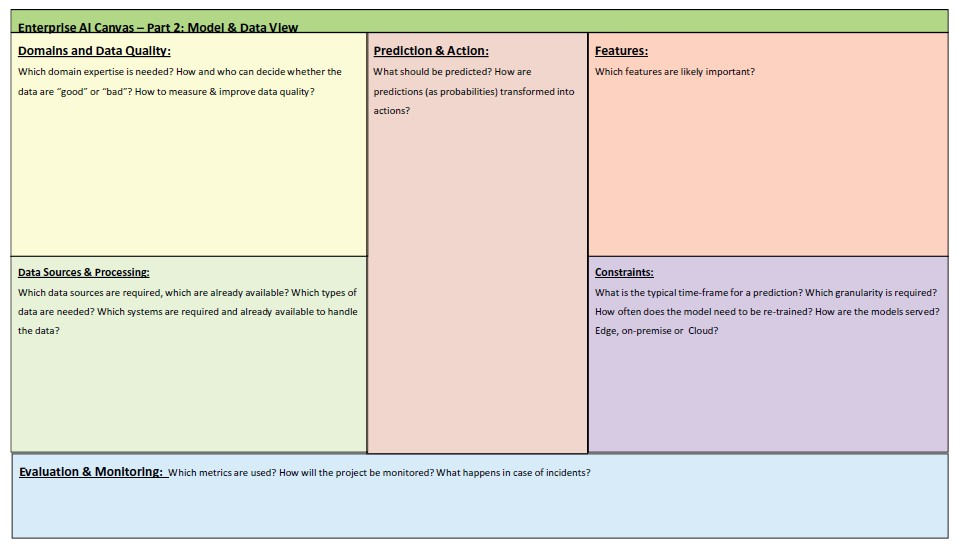 Enterprise AI Canvas – Part 2: Model & Data View
Domains and Data Quality:
Which domain expertise is needed? How and who can decide whether the
data are “good” or “bad”? How to measure & improve data quality?
Prediction & Action:
What should be predicted? How are
predictions (as probabilities) transformed into
actions?
Features:
Which features are likely important?
Data Sources & Processing:
Which data sources are required, which are already available? Which types of
data are needed? Which systems are required and already available to handle
the data?
Constraints:
What is the typical time-frame for a prediction? Which granularity is required?
How often does the model need to be re-trained? How are the models served?
Edge, on-premise or Cloud?
Evaluation & Monitoring: Which metrics are used? How will the project be monitored? What happens in case of incidents?